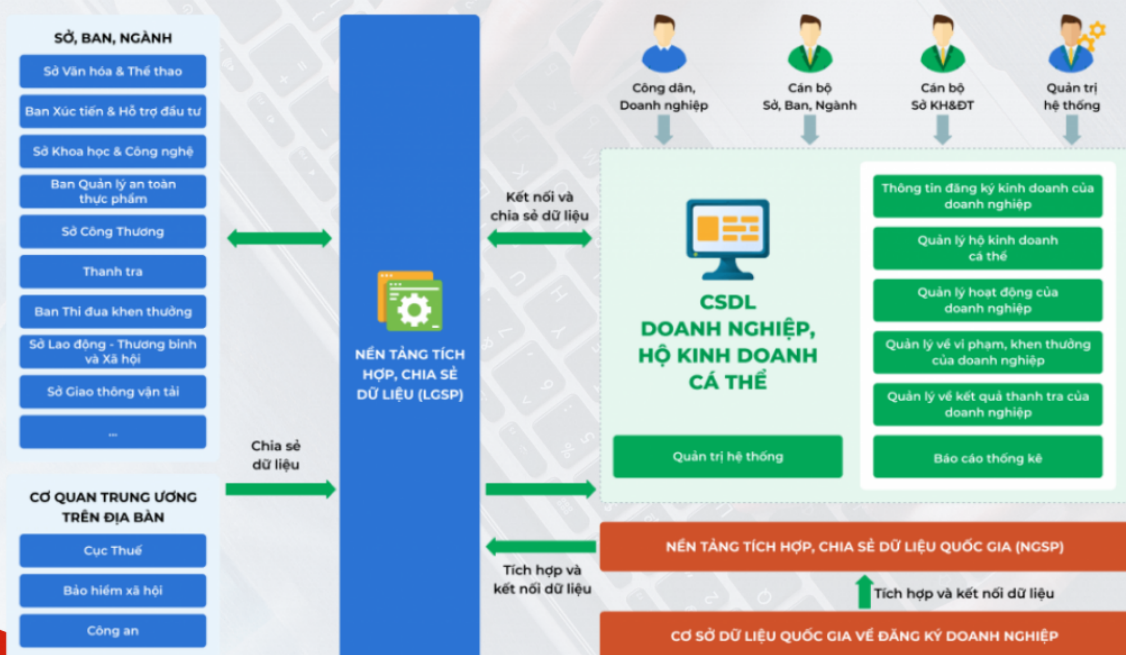 SỞ, BAN, NGÀNH
Sở Văn hóa & Thể thao
Ban Xúc tiến & Hỗ trợ đầu tư
Sở Khoa học & Công nghệ
Ban Quản lý an toàn
thực phẩm
Sở Công Thương
Thanh tra
Ban Thi đua khen thưởng
Sở Lao động - Thương binh
và Xã hội
Sở Giao thông vận tải
...
CƠ QUAN TRUNG ƯƠNG
TRÊN ĐỊA BÀN
Cục Thuế
Bảo hiểm xã hội
Công an
Chia sẻ
dữ liệu
NỀN TẢNG TÍCH
HỢP, CHIA SẺ
DỮ LIỆU (LGSP)
Kết nối và
chia sẻ dữ liệu
Tích hợp và
kết nối dữ liệu
Công dân,
Doanh nghiệp
Cán bộ
Sở, Ban, Ngành
Cán bộ
Sở KH&ĐT
Quản trị
hệ thống
CSDL
DOANH NGHIỆP,
HỘ KINH DOANH
CÁ THỂ
Quản trị hệ thống
Thông tin đăng ký kinh doanh của
doanh nghiệp
Quản lý hộ kinh doanh
cá thể
Quản lý hoạt động của
doanh nghiệp
Quản lý về vi phạm, khen thưởng
của doanh nghiệp
Quản lý về kết quả thanh tra của
doanh nghiệp
Báo cáo thống kê
NỀN TẢNG TÍCH HỢP, CHIA SẺ DỮ LIỆU QUỐC GIA (NGSP)
Tích hợp và kết nối dữ liệu
CƠ SỞ DỮ LIỆU QUỐC GIA VỀ ĐĂNG KÝ DOANH NGHIỆP